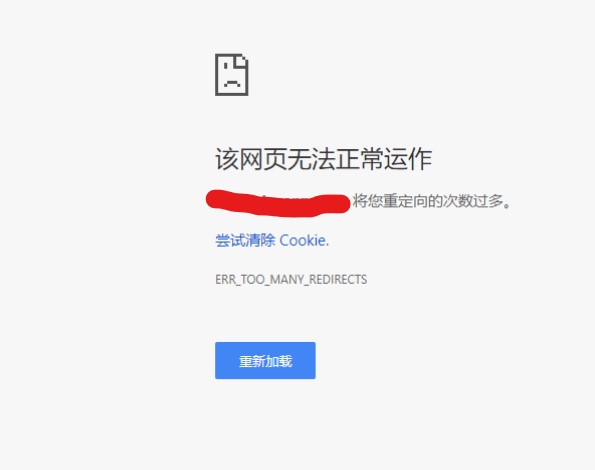 该网页无法正常运作
将您重定向的次数过多。
尝试清除 Cookie.
ERR_TOO_MANY_REDIRECTS
重新加载